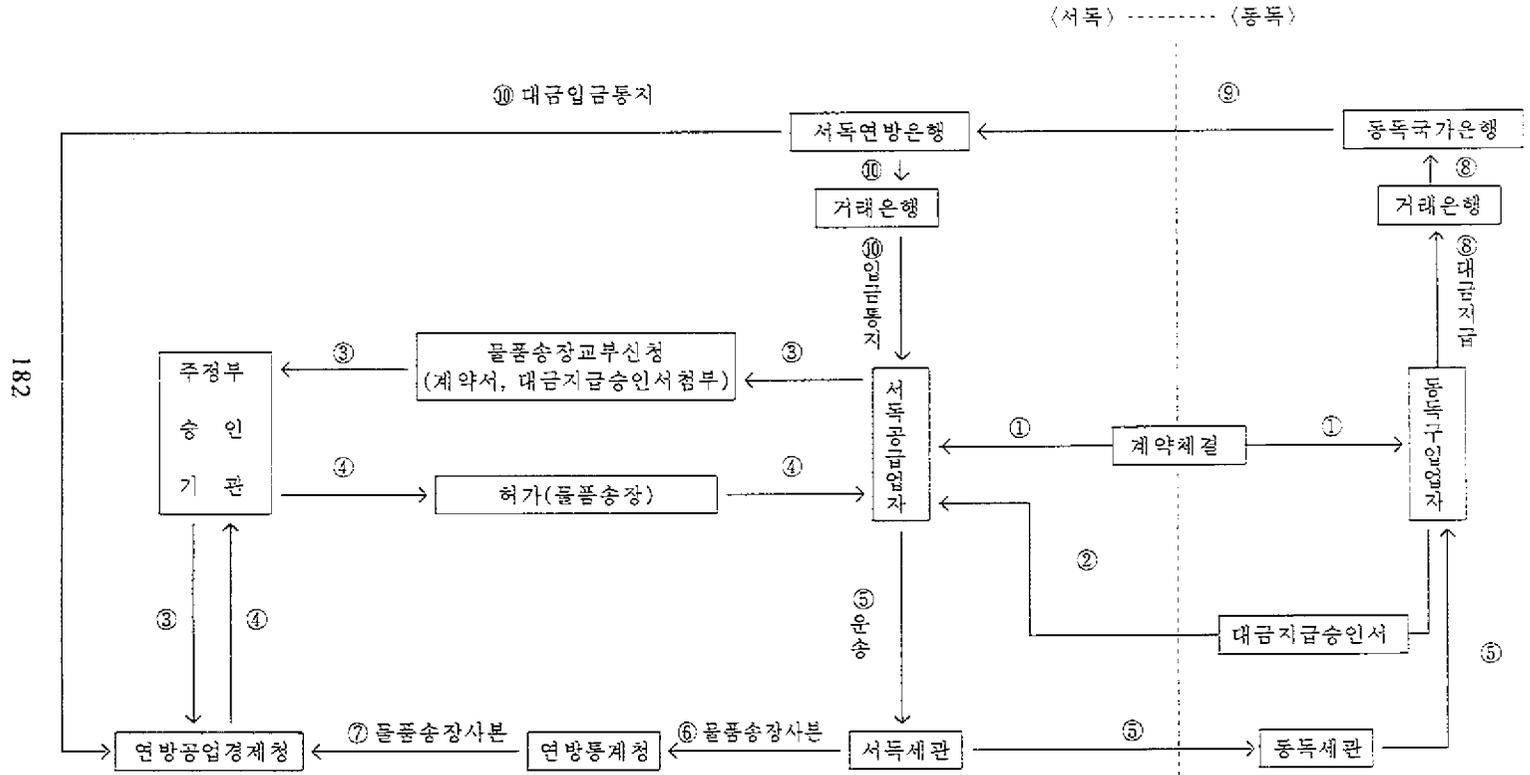 〈서독〉 --------- 〈동독〉
⑩ 대금입금통지
⑨
서독연방은행
동독국가은행
⑩
⑧
거래은행
거래은행
⑩입금통지
⑧대금지급
주정부
승 인
기 관
③
물품송장교부신청
(계약서, 대금지급승인서첨부)
③
서독공급업자
①
계약체결
①
동독구입업자
④
허가(물품송장)
④
②
③
④
⑤운송
대금지급승인서
⑤
연방공업경제청
⑦ 물품송장사본
연방통계청
⑥ 물품송장사본
서독세관
⑤
동독세관
182